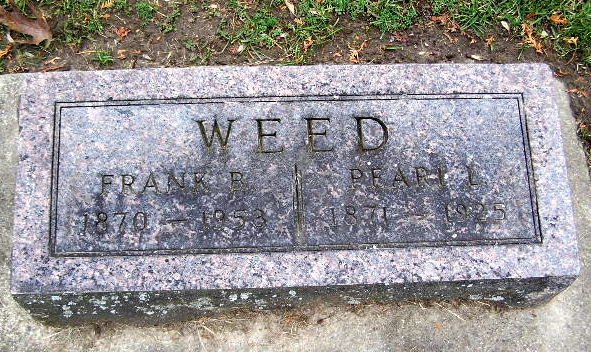 WEED
FRANK B. PEARL L.
1870 — 1953 1871 — 1925